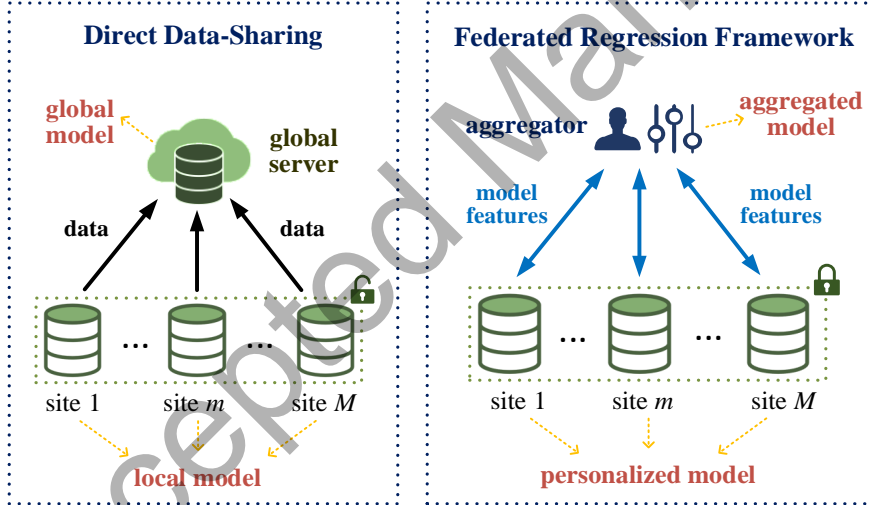 Direct Data-Sharing
global
model
global
server
data
data
...
...
site 1
site m
site M
local model
Federated Regression Framework
aggregator
aggregated
model
model
features
model
features
...
...
site 1
site m
site M
personalized model
cepted Man